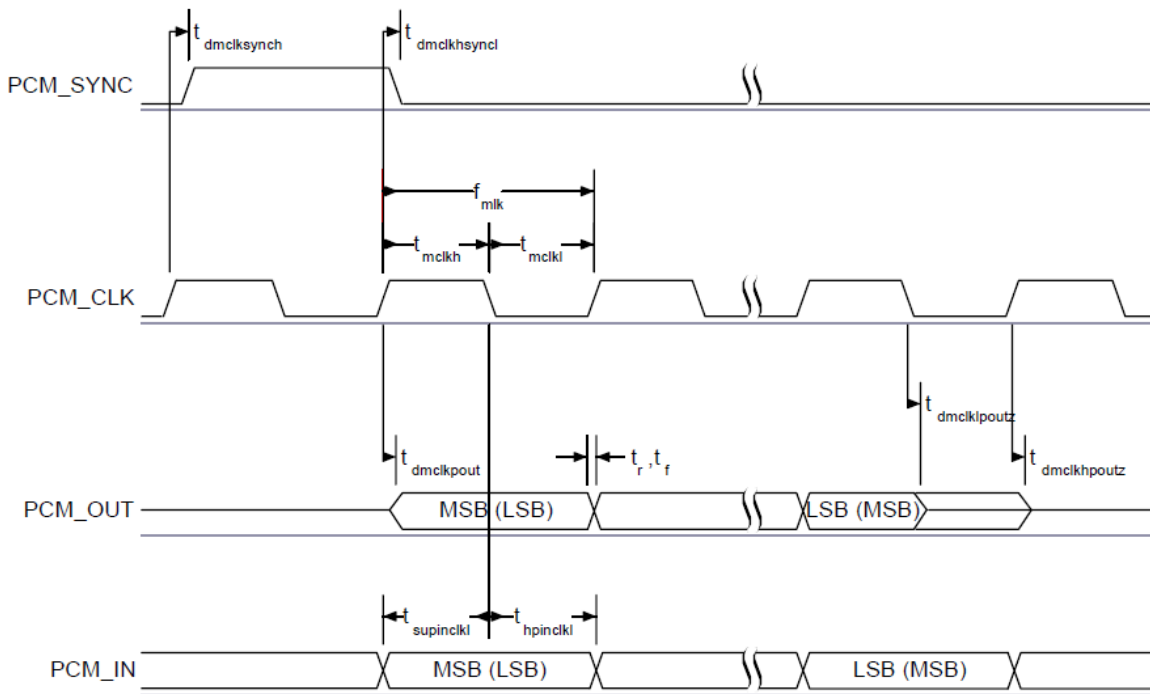 t dmclksynch
t dmclkhsyncl
PCM_SYNC
f mlk
t mclkh
t mclkl
PCM_CLK
t dmclklpoutz
t dmclkpout
t r ,t f
t dmclkhpoutz
PCM_OUT
MSB (LSB)
LSB (MSB)
t supinclkl
t hpinclkl
PCM_IN
MSB (LSB)
LSB (MSB)